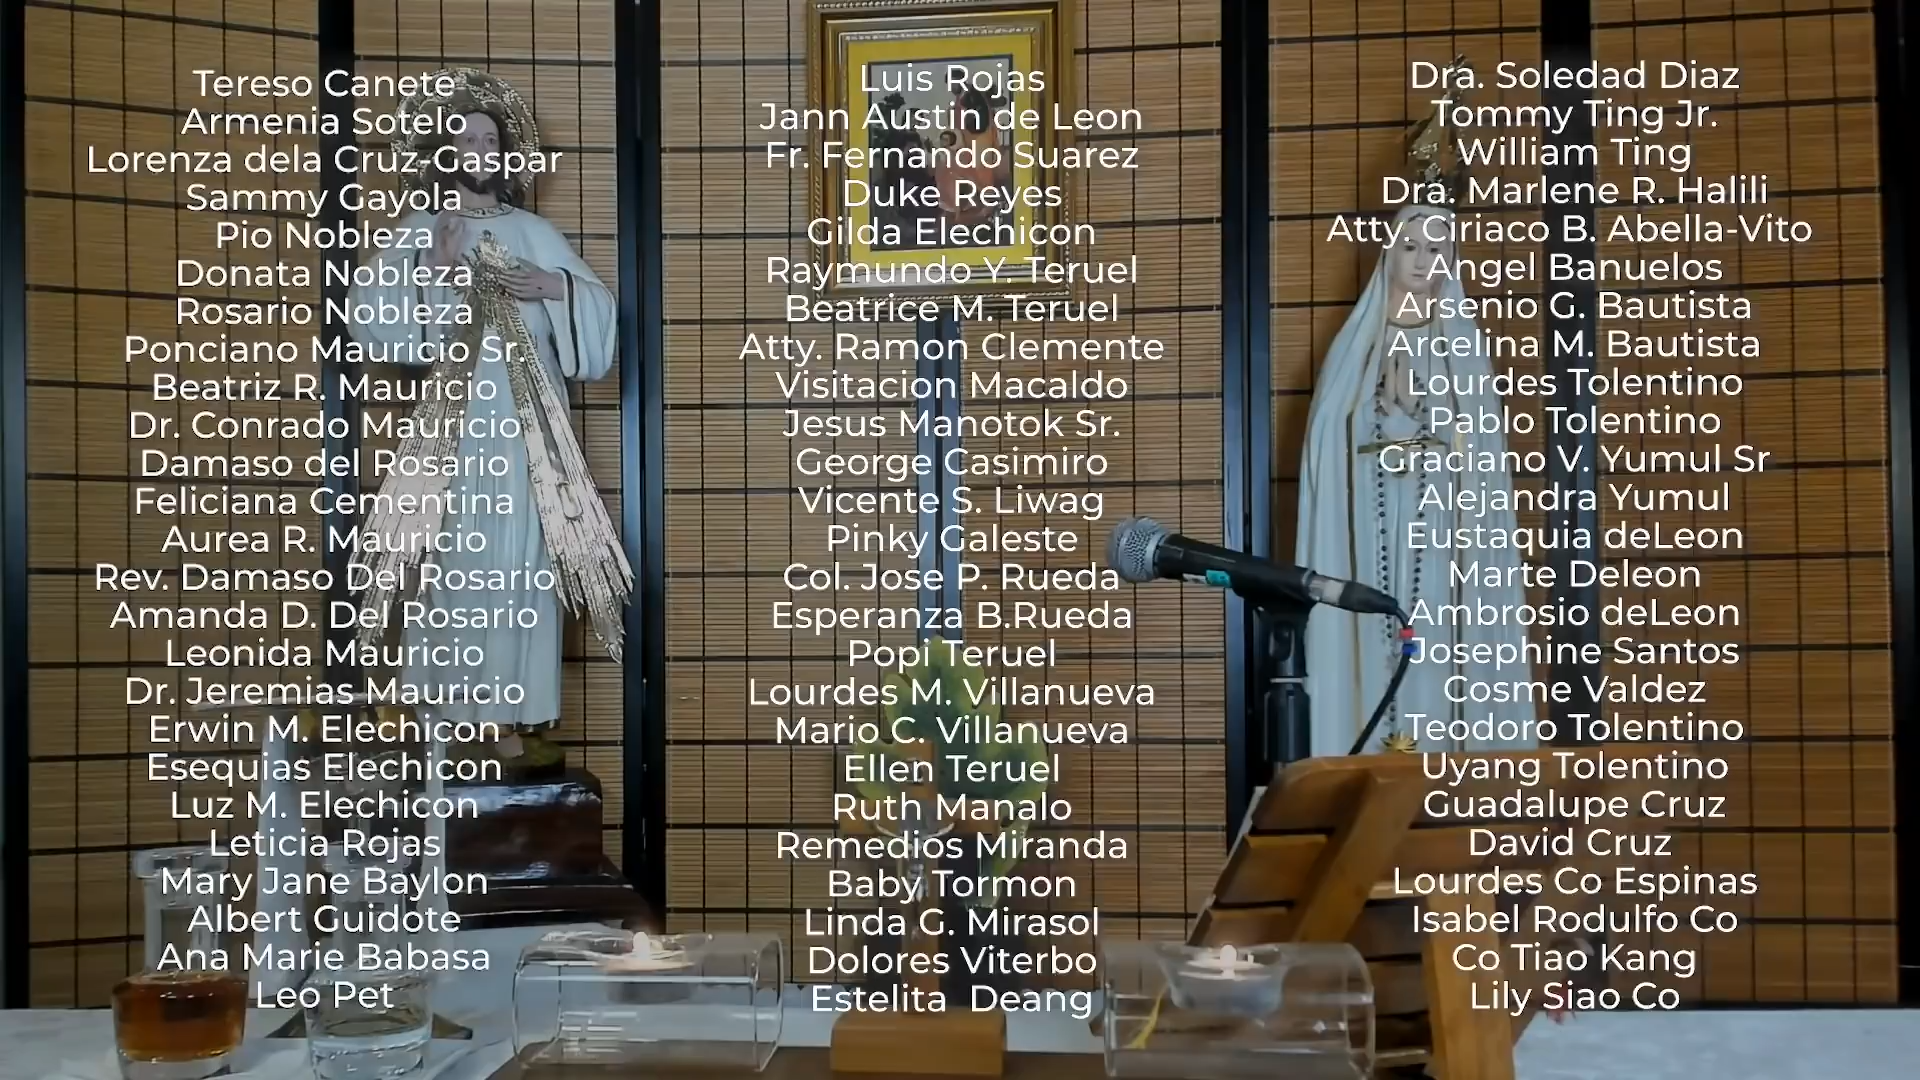 Tereso Canete
Armenia Sotelo
Lorenza dela Cruz-Gaspar
Sammy Gayola
Pio Nobleza
Donata Nobleza
Rosario Nobleza
Ponciano Mauricio Sr.
Beatriz R. Mauricio
Dr. Conrado Mauricio
Damaso del Rosario
Feliciana Cementina
Aurea R. Mauricio
Rev. Damaso Del Rosario
Amanda D. Del Rosario
Leonida Mauricio
Dr. Jeremias Mauricio
Erwin M. Elechicon
Esequias Elechicon
Luz M. Elechicon
Leticia Rojas
Mary Jane Baylon
Albert Guidote
Ana Marie Babasa
Leo Pet
Luis Rojas
Jann Austin de Leon
Fr. Fernando Suarez
Duke Reyes
Gilda Elechicon
Raymundo Y. Teruel
Beatrice M. Teruel
Atty. Ramon Clemente
Visitacion Macaldo
Jesus Manotok Sr.
George Casimiro
Vicente S. Liwag
Pinky Galeste
Col. Jose P. Rueda
Esperanza B.Rueda
Popi Teruel
Lourdes M. Villanueva
Mario C. Villanueva
Ellen Teruel
Ruth Manalo
Remedios Miranda
Baby Tormon
Linda G. Mirasol
Dolores Viterbo
Estelita  Deang
Dra. Soledad Diaz
Tommy Ting Jr.
William Ting
Dra. Marlene R. Halili
Atty. Ciriaco B. Abella-Vito
Angel Banuelos
Arsenio G. Bautista
Arcelina M. Bautista
Lourdes Tolentino
Pablo Tolentino
Graciano V. Yumul Sr
Alejandra Yumul
Eustaquia deLeon
Marte Deleon
Ambrosio deLeon
Josephine Santos
Cosme Valdez
Teodoro Tolentino
Uyang Tolentino
Guadalupe Cruz
David Cruz
Lourdes Co Espinas
Isabel Rodulfo Co
Co Tiao Kang
Lily Siao Co